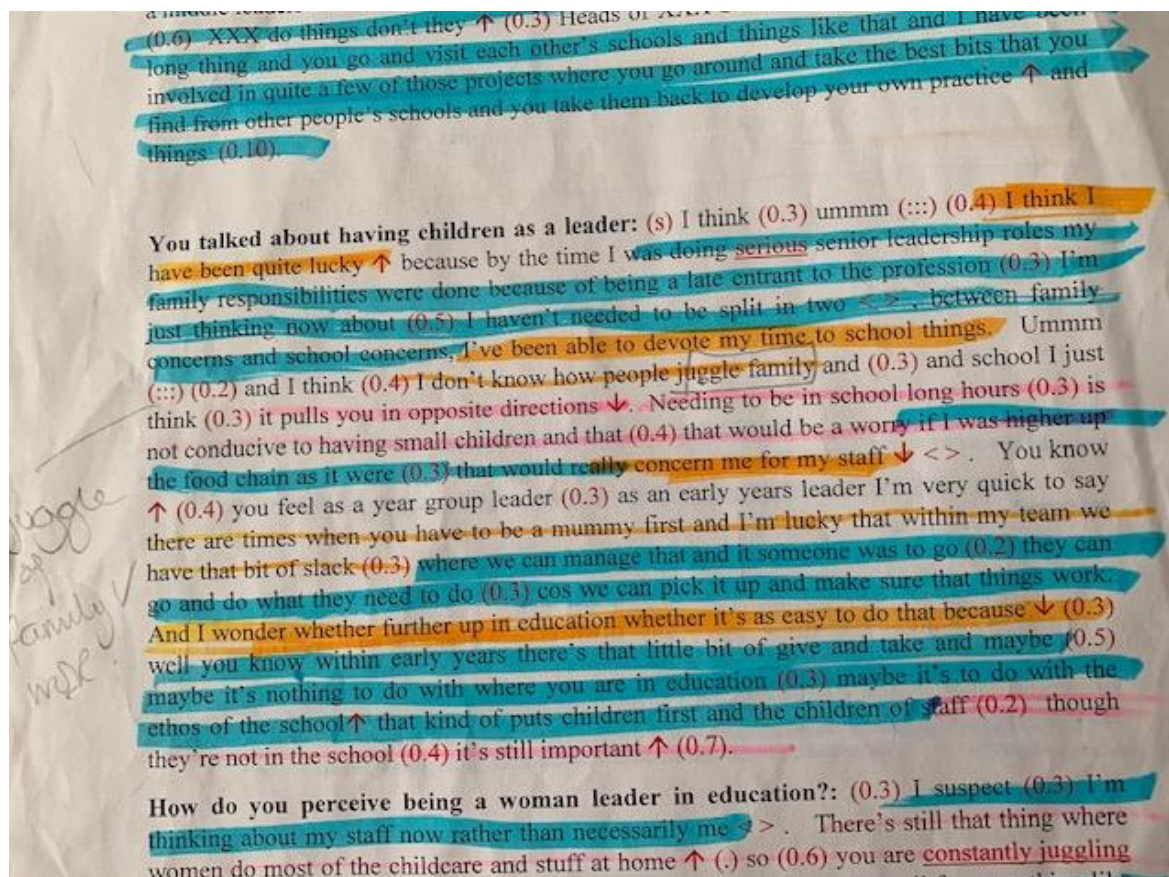 a middle leader
(0.6) XXX do things don't they ↑ (0.3) Heads of
long thing and you go and visit each other's schools and things like that and I have been
involved in quite a few of those projects where you go around and take the best bits that you
find from other people's schools and you take them back to develop your own practice ↑ and
things (0.10).
You talked about having children as a leader: (s) I think (0.3) ummm (:::) (0.4) I think I
have been quite lucky ↑ because by the time I was doing serious senior leadership roles my
family responsibilities were done because of being a late entrant to the profession (0.3) I'm
just thinking now about (0.5) I haven't needed to be split in two < >, between family
concerns and school concerns, I've been able to devote my time to school things. Ummm
(:::) (0.2) and I think (0.4) I don't know how people juggle family and (0.3) and school I just
think (0.3) it pulls you in opposite directions ↓. Needing to be in school long hours (0.3) is
not conducive to having small children and that (0.4) that would be a worry if I was higher up
the food chain as it were (0.3) that would really concern me for my staff ↓ < >. You know
↑ (0.4) you feel as a year group leader (0.3) as an early years leader I'm very quick to say
there are times when you have to be a mummy first and I'm lucky that within my team we
have that bit of slack (0.3) where we can manage that and it someone was to go (0.2) they can
go and do what they need to do (0.3) cos we can pick it up and make sure that things work.
And I wonder whether further up in education whether it's as easy to do that because ↓ (0.3)
well you know within early years there's that little bit of give and take and maybe (0.5)
maybe it's nothing to do with where you are in education (0.3) maybe it's to do with the
ethos of the school↑ that kind of puts children first and the children of staff (0.2) though
they're not in the school (0.4) it's still important ↑ (0.7).
juggle
of
family
work
How do you perceive being a woman leader in education?: (0.3) I suspect (0.3) I'm
thinking about my staff now rather than necessarily me < >. There's still that thing where
women do most of the childcare and stuff at home ↑ (.) so (0.6) you are constantly juggling